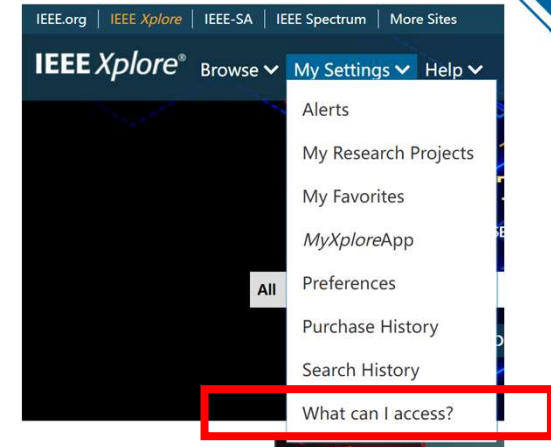 IEEE.org | IEEE Xplore | IEEE-SA | IEEE Spectrum | More Sites
IEEE Xplore® Browse My Settings Help
Alerts
My Research Projects
My Favorites
MyXploreApp
Preferences
All
Purchase History
Search History
What can I access?